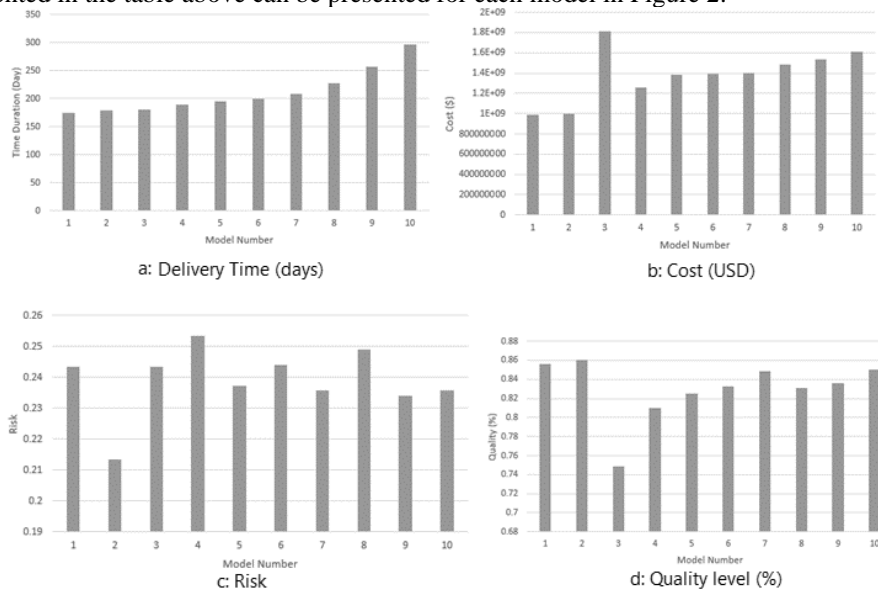 ented in the table above can be presented for each model in Figure 2.
350
300
250
200
150
100
50
0
Time Duration (Day)
1 2 3 4 5 6 7 8 9 10
Model Number
a: Delivery Time (days)
2E+09
1.8E+09
1.6E+09
1.4E+09
1.2E+09
1E+09
800000000
600000000
400000000
200000000
0
Cost ($)
1 2 3 4 5 6 7 8 9 10
Model Number
b: Cost (USD)
0.26
0.25
0.24
0.23
0.22
0.21
0.2
0.19
Risk
1 2 3 4 5 6 7 8 9 10
Model Number
c: Risk
0.88
0.86
0.84
0.82
0.8
0.78
0.76
0.74
0.72
0.7
0.68
Quality (%)
1 2 3 4 5 6 7 8 9 10
Model Number
d: Quality level (%)